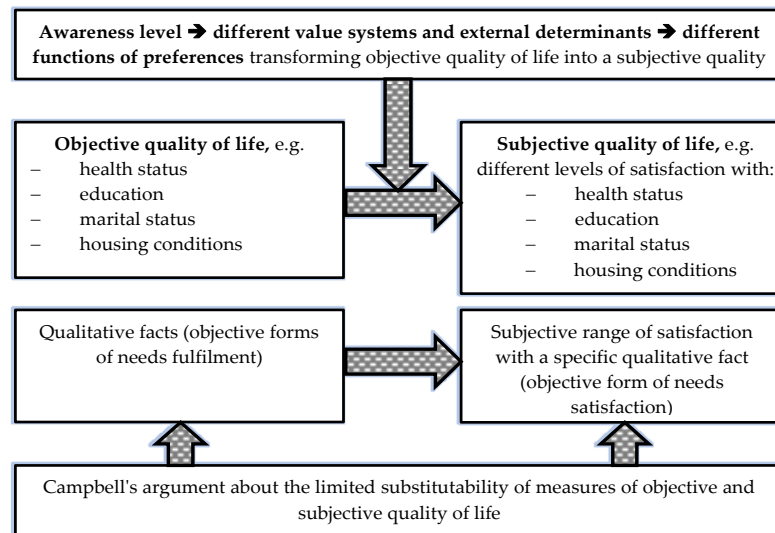 Awareness level ➔ different value systems and external determinants ➔ different
functions of preferences transforming objective quality of life into a subjective quality
Objective quality of life, e.g.
– health status
– education
– marital status
– housing conditions
Subjective quality of life, e.g.
different levels of satisfaction with:
– health status
– education
– marital status
– housing conditions
Qualitative facts (objective forms
of needs fulfilment)
Subjective range of satisfaction
with a specific qualitative fact
(objective form of needs
satisfaction)
Campbell's argument about the limited substitutability of measures of objective and
subjective quality of life